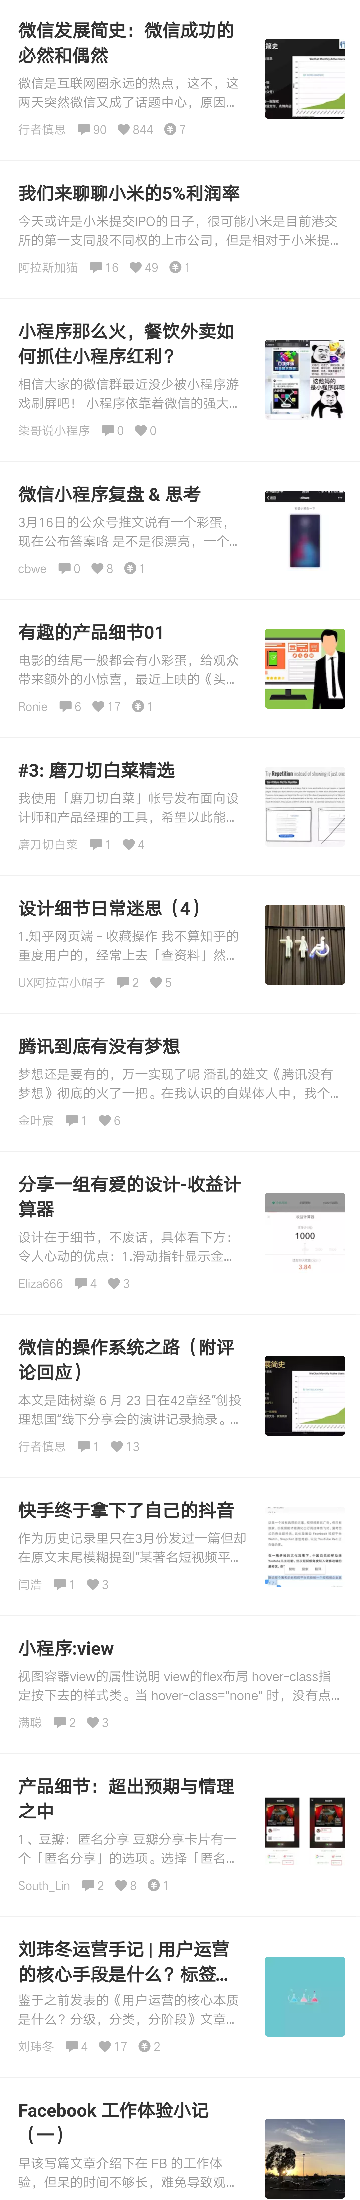 微信发展简史：微信成功的
必然和偶然
微信是互联网圈永远的热点，这不，这
两天突然微信又成了话题中心，原因...
行者慎思 90 844 7
我们来聊聊小米的5%利润率
今天或许是小米提交IPO的日子，很可能小米是目前港交
所的第一支同股不同权的上市公司，但是相对于小米提...
阿拉斯加猫 16 49 1
小程序那么火，餐饮外卖如
何抓住小程序红利？
相信大家的微信群最近没少被小程序游
戏刷屏吧！ 小程序依靠着微信的强大...
染哥说小程序 0 0
微信小程序复盘 & 思考
3月16日的公众号推文说有一个彩蛋，
现在公布答案咯 是不是很漂亮，一个...
cbwe 0 8 1
有趣的产品细节01
电影的结尾一般都会有小彩蛋，给观众
带来额外的小惊喜，最近上映的《头...
Ronie 6 17 1
#3: 磨刀切白菜精选
我使用「磨刀切白菜」帐号发布面向设
计师和产品经理的工具，希望以此能...
磨刀切白菜 1 4
设计细节日常迷思（4）
1.知乎网页端 – 收藏操作 我不算知乎的
重度用户的，经常上去「查资料」然...
UX阿拉蕾小帽子 2 5
腾讯到底有没有梦想
梦想还是要有的，万一实现了呢 潘乱的雄文《腾讯没有
梦想》彻底的火了一把。在我认识的自媒体人中，我个...
金叶宸 1 6
分享一组有爱的设计-收益计
算器
设计在于细节，不废话，具体看下方：
令人心动的优点：1.滑动指针显示金...
Eliza666 4 3
1000
3.84
微信的操作系统之路（附评
论回应）
本文是陆树燊 6 月 23 日在42章经“创投
理想国”线下分享会的演讲记录摘录。...
行者慎思 1 13
快手终于拿下了自己的抖音
作为历史记录里只在3月份发过一篇但却
在原文末尾模糊提到“某著名短视频平...
闫浩 1 3
小程序:view
视图容器view的属性说明 view的flex布局 hover-class指
定按下去的样式类。当 hover-class="none" 时，没有点...
满聪 2 3
产品细节：超出预期与情理
之中
1、豆瓣：匿名分享 豆瓣分享卡片有一
个「匿名分享」的选项。选择「匿名...
South_Lin 2 8 1
刘玮冬运营手记 | 用户运营
的核心手段是什么？标签...
鉴于之前发表的《用户运营的核心本质
是什么？分级，分类，分阶段》文章...
刘玮冬 4 17 2
Facebook 工作体验小记
（一）
早该写篇文章介绍下在 FB 的工作体
验，但呆的时间不够长，难免导致观...